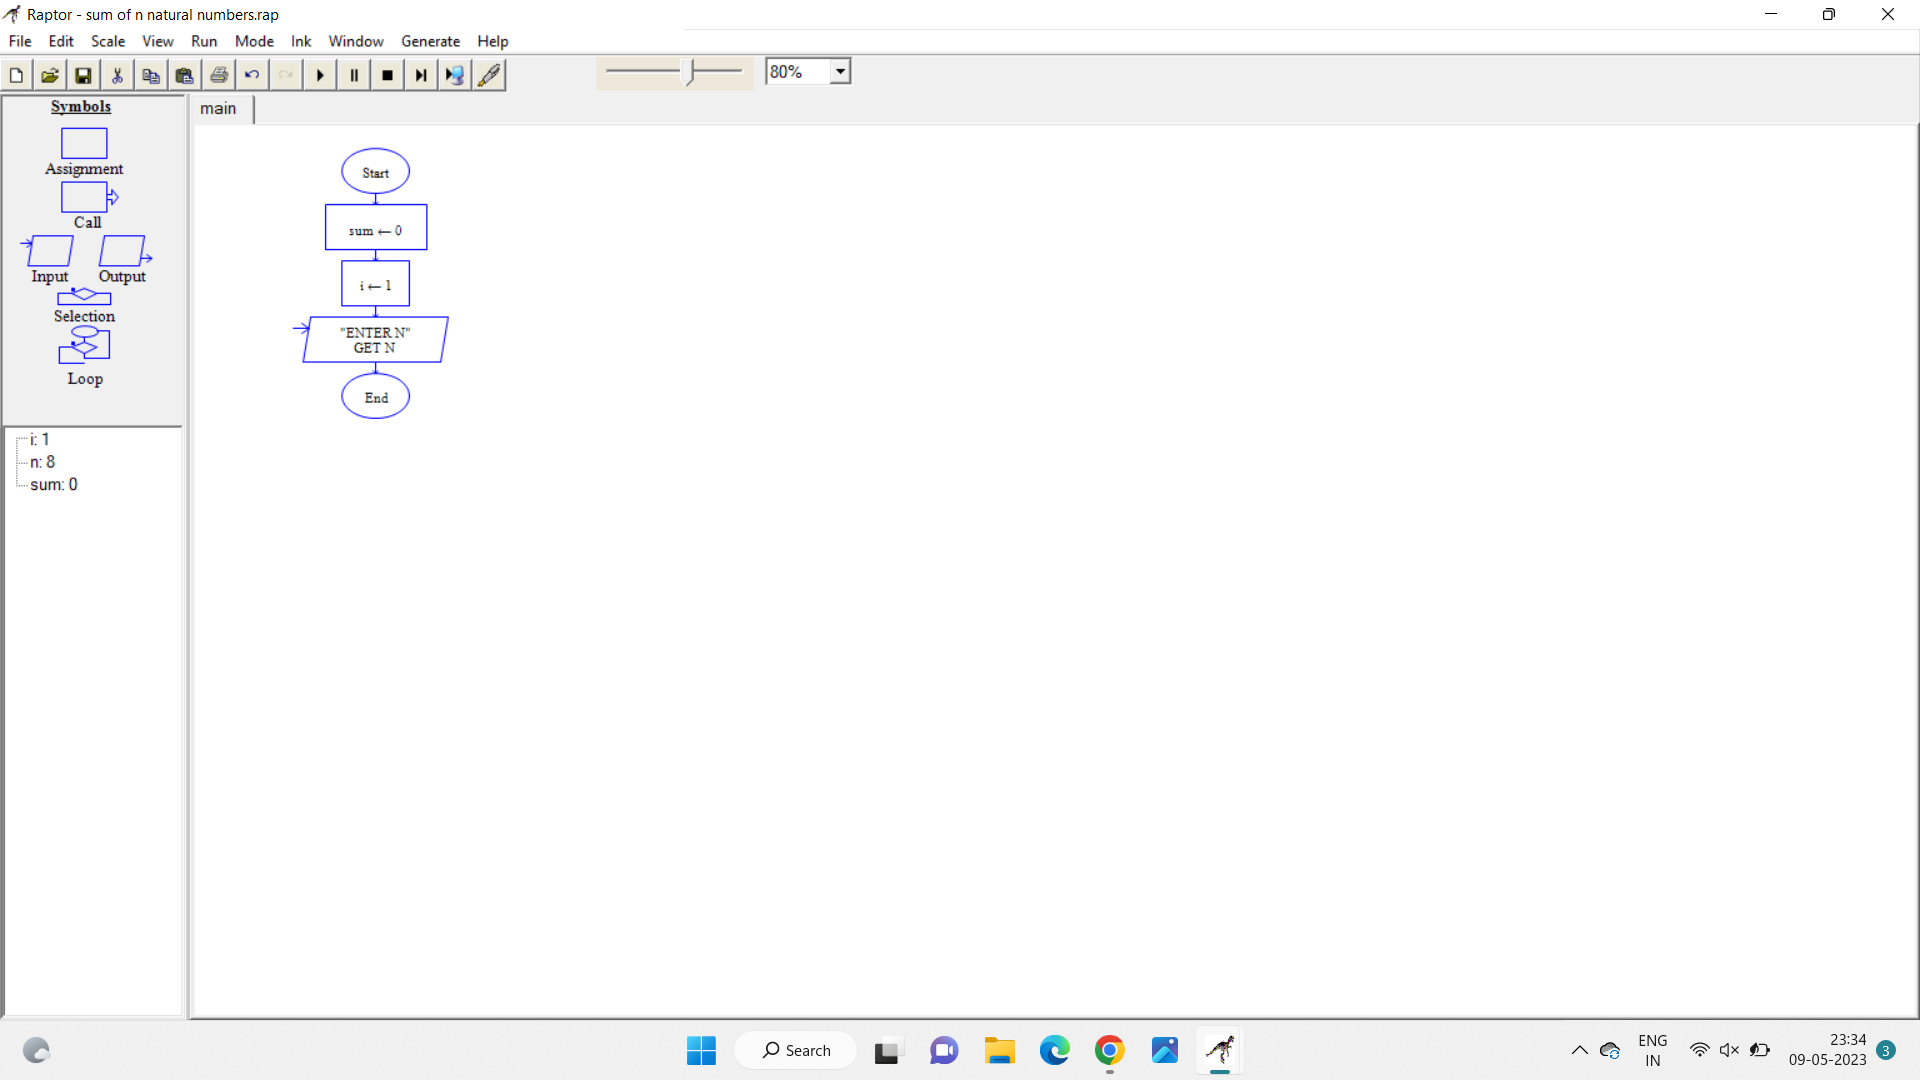 Raptor - sum of n natural numbers.rap
File Edit Scale View Run Mode Ink Window Generate Help
80%
Symbols
Assignment
Call
Input Output
Selection
Loop
main
Start
sum ← 0
i ← 1
"ENTER N"
GET N
End
i: 1
n: 8
sum: 0
Search
ENG
IN
23:34
09-05-2023
3